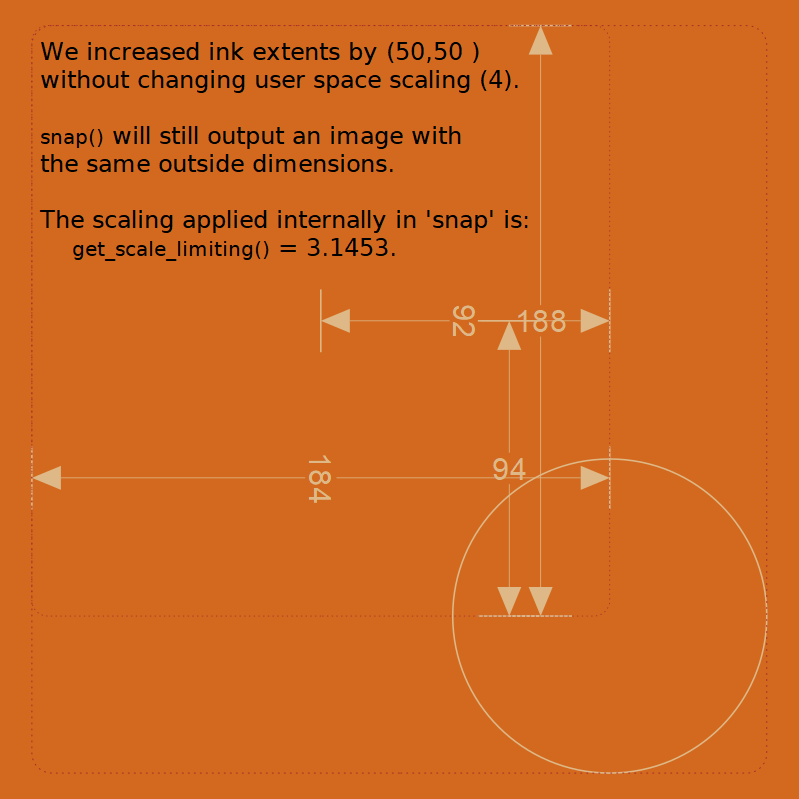 We increased ink extents by (50,50 )
without changing user space scaling (4).
snap() will still output an image with
the same outside dimensions.
The scaling applied internally in 'snap' is:
get_scale_limiting() = 3.1453.
92
188
184
94